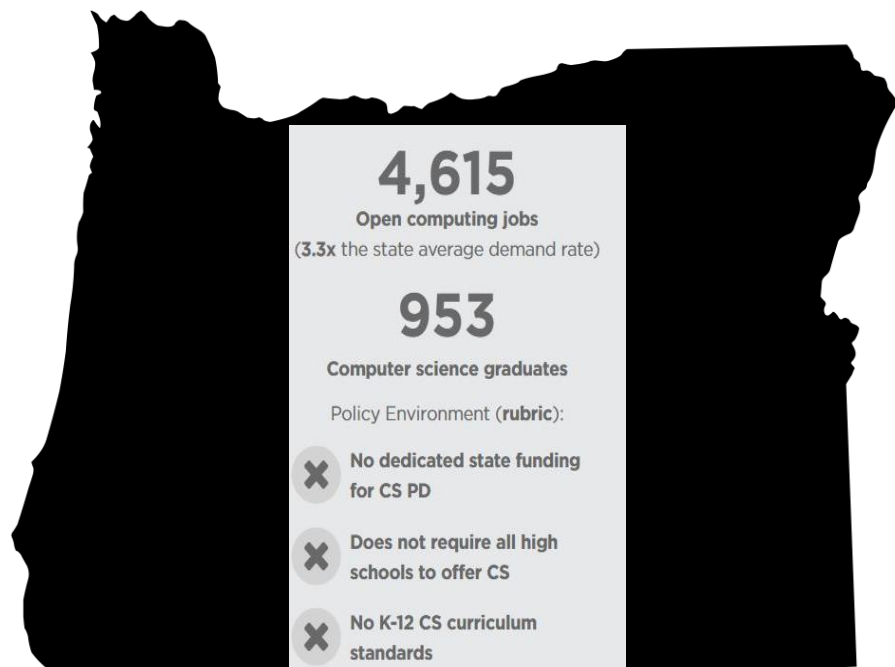 4,615
Open computing jobs
(3.3x the state average demand rate)
953
Computer science graduates
Policy Environment (rubric):
No dedicated state funding
for CS PD
Does not require all high
schools to offer CS
No K-12 CS curriculum
standards